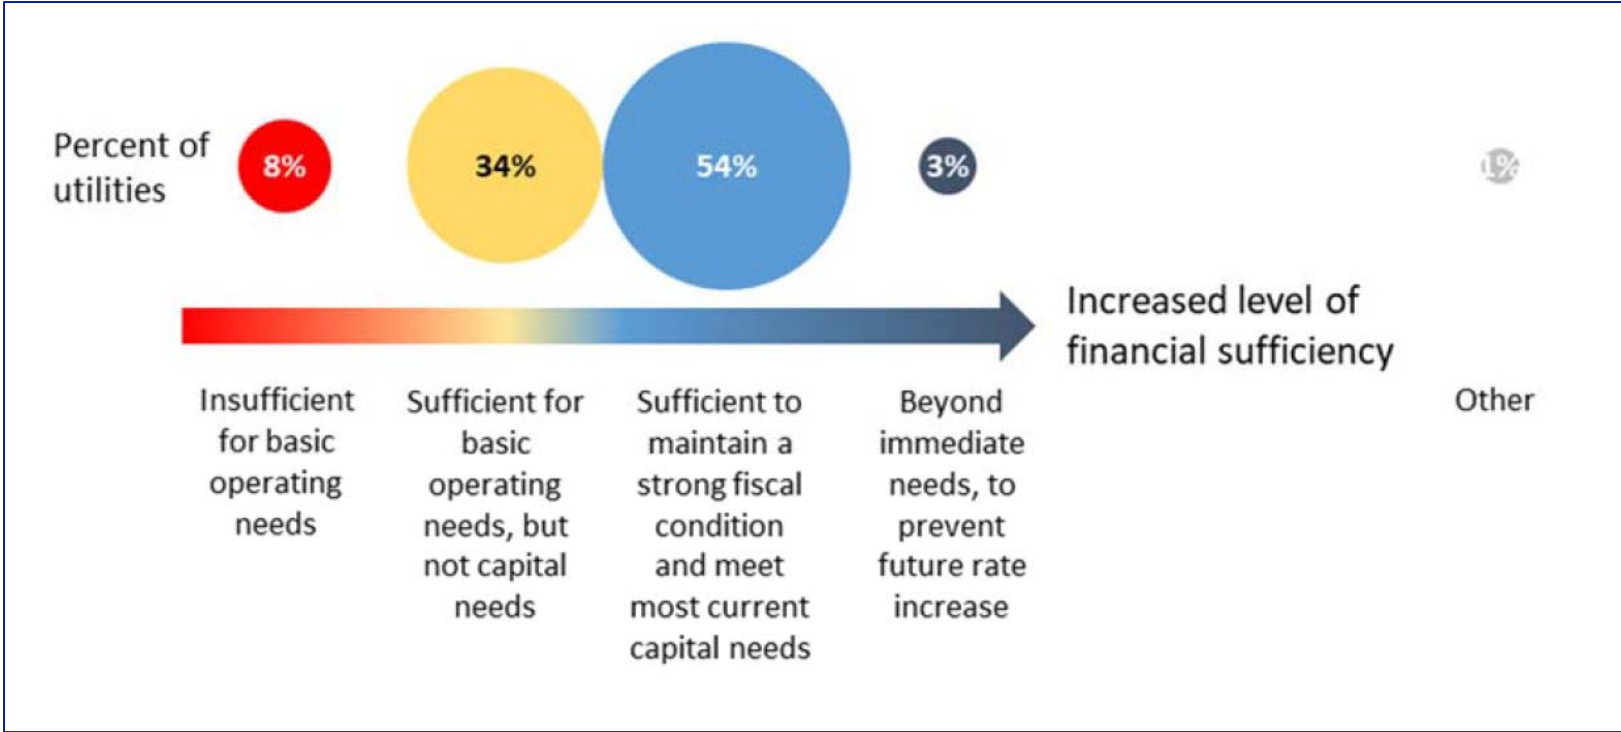 Percent of
utilities
8%
34%
54%
3%
1%
Increased level of
financial sufficiency
Insufficient
for basic
operating
needs
Sufficient for
basic
operating
needs, but
not capital
needs
Sufficient to
maintain a
strong fiscal
condition
and meet
most current
capital needs
Beyond
immediate
needs, to
prevent
future rate
increase
Other